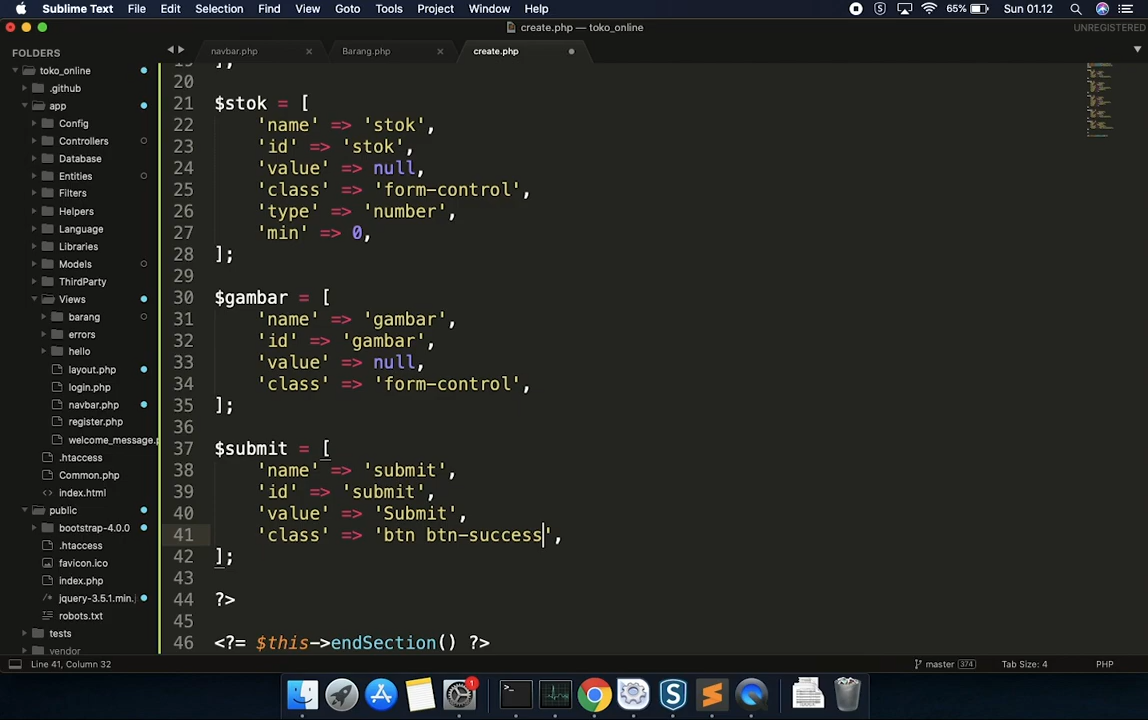 Sublime Text File Edit Selection Find View Goto Tools Project Window Help 65% Sun 01.12
create.php — toko_online UNREGISTERED
FOLDERS
navbar.php × Barang.php × create.php
toko_online
.github
app
Config
Controllers
Database
Entities
Filters
Helpers
Language
Libraries
Models
ThirdParty
Views
barang
errors
hello
layout.php
login.php
navbar.php
register.php
welcome_message.p
.htaccess
Common.php
<> index.html
public
bootstrap-4.0.0
.htaccess
favicon.ico
index.php
/* jquery-3.5.1.min.j
robots.txt
tests
vendor
19 ];
20
21 $stok = [
22 'name' => 'stok',
23 'id' => 'stok',
24 'value' => null,
25 'class' => 'form-control',
26 'type' => 'number',
27 'min' => 0,
28 ];
29
30 $gambar = [
31 'name' => 'gambar',
32 'id' => 'gambar',
33 'value' => null,
34 'class' => 'form-control',
35 ];
36
37 $submit = [
38 'name' => 'submit',
39 'id' => 'submit',
40 'value' => 'Submit',
41 'class' => 'btn btn-success',
42 ];
43
44 ?>
45
46 <?= $this->endSection() ?>
Line 41, Column 32 master 374 Tab Size: 4 PHP
1